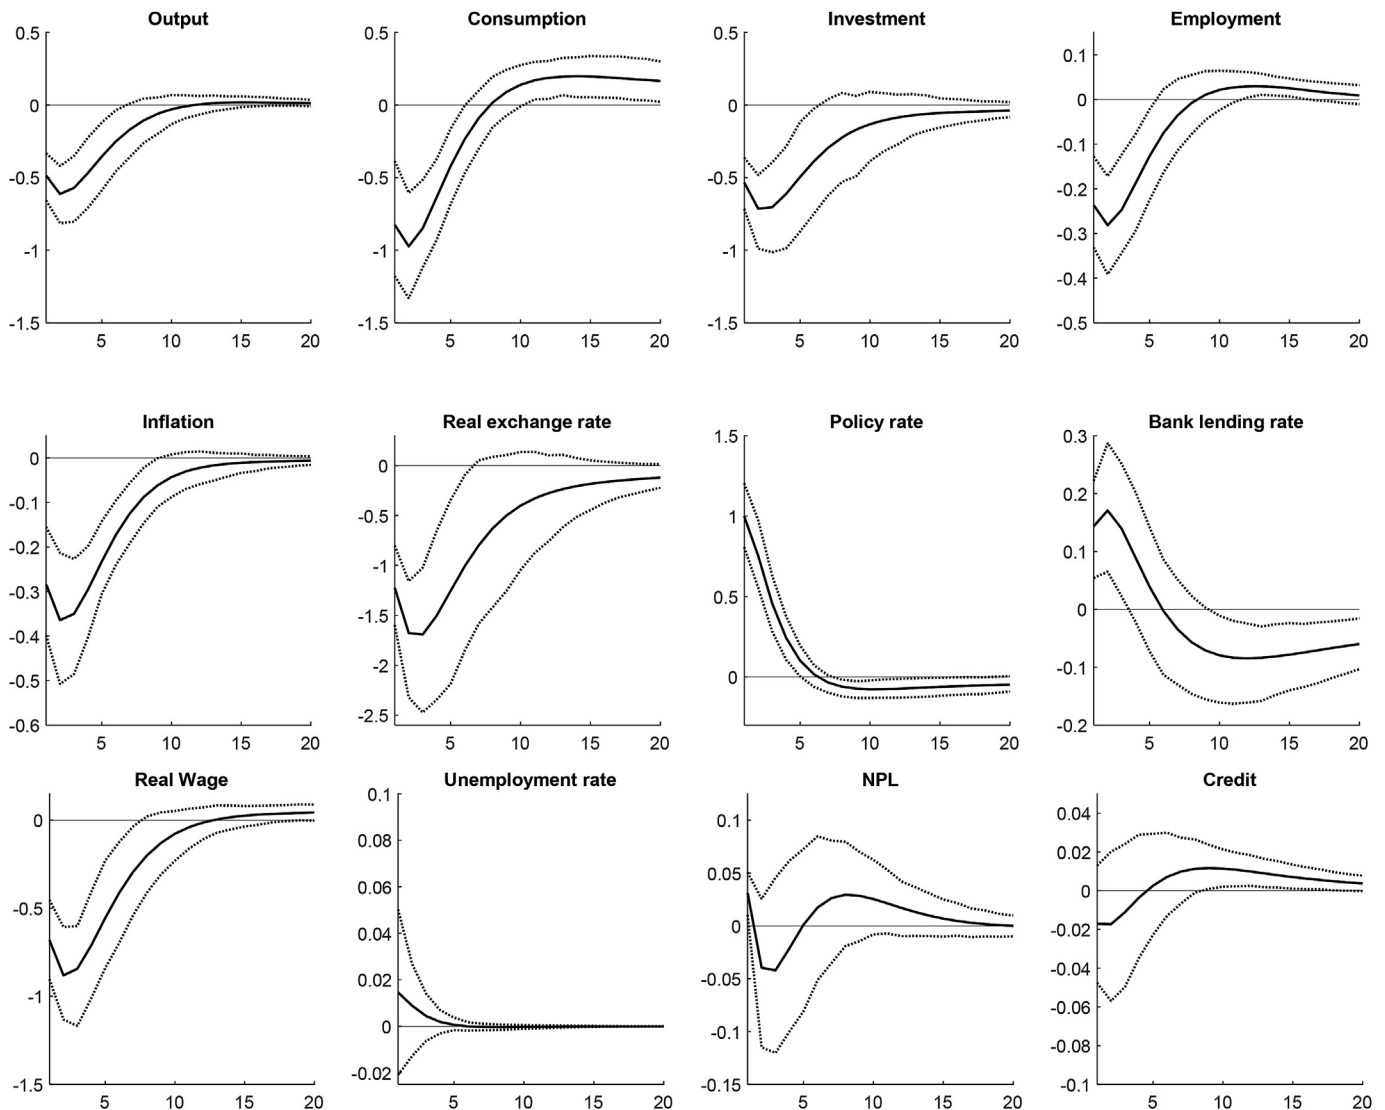 Output
0.5
0
-0.5
-1
-1.5
5 10 15 20
Consumption
0.5
0
-0.5
-1
-1.5
5 10 15 20
Investment
0.5
0
-0.5
-1
-1.5
5 10 15 20
Employment
0.1
0
-0.1
-0.2
-0.3
-0.4
-0.5
5 10 15 20
Inflation
0
-0.1
-0.2
-0.3
-0.4
-0.5
-0.6
5 10 15 20
Real exchange rate
0
-0.5
-1
-1.5
-2
-2.5
5 10 15 20
Policy rate
1.5
1
0.5
0
5 10 15 20
Bank lending rate
0.3
0.2
0.1
0
-0.1
-0.2
5 10 15 20
Real Wage
0
-0.5
-1
-1.5
5 10 15 20
Unemployment rate
0.1
0.08
0.06
0.04
0.02
0
-0.02
5 10 15 20
NPL
0.1
0.05
0
-0.05
-0.1
-0.15
5 10 15 20
Credit
0.04
0.02
0
-0.02
-0.04
-0.06
-0.08
-0.1
5 10 15 20